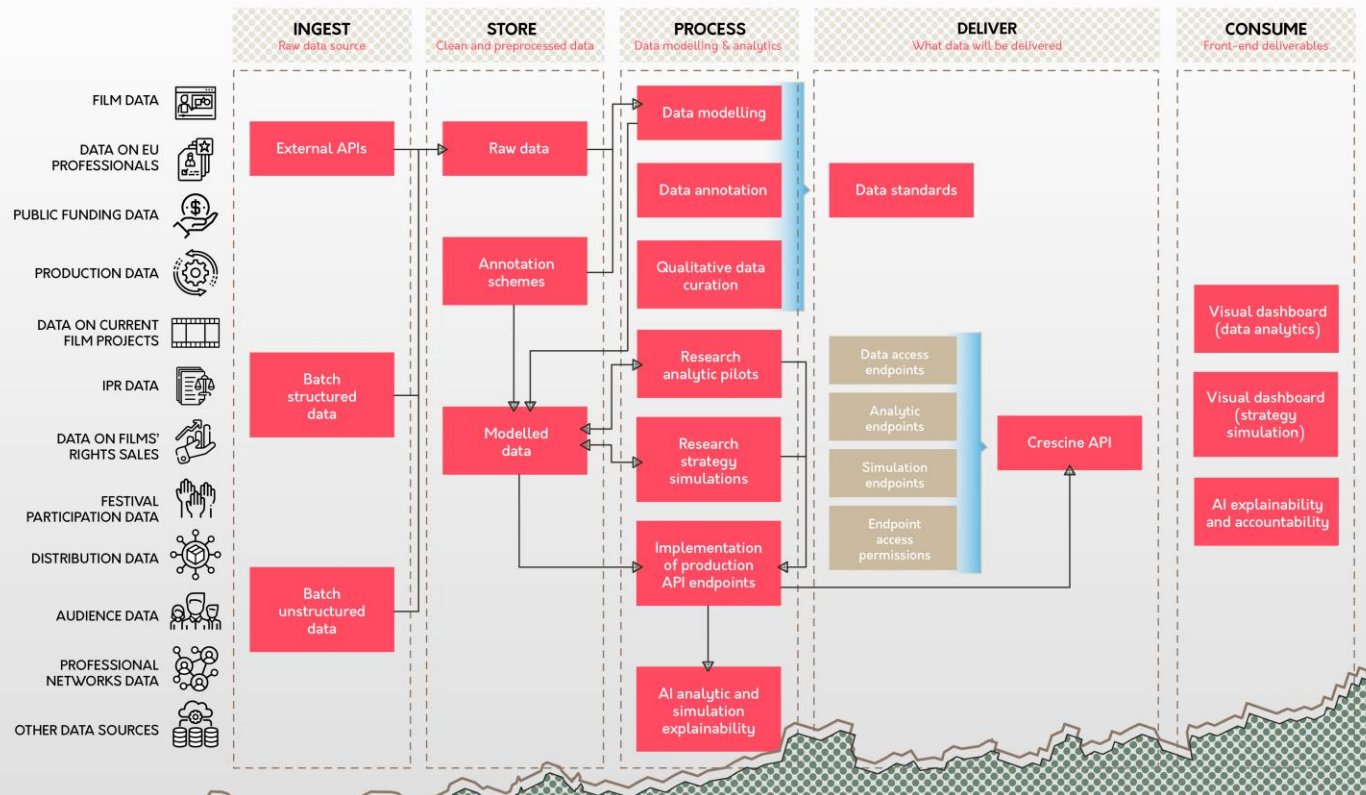 INGEST
Raw data source
STORE
Clean and preprocessed data
PROCESS
Data modelling & analytics
DELIVER
What data will be delivered
CONSUME
Front-end deliverables
FILM DATA
DATA ON EU
PROFESSIONALS
PUBLIC FUNDING DATA
PRODUCTION DATA
DATA ON CURRENT
FILM PROJECTS
IPR DATA
DATA ON FILMS'
RIGHTS SALES
FESTIVAL
PARTICIPATION DATA
DISTRIBUTION DATA
AUDIENCE DATA
PROFESSIONAL
NETWORKS DATA
OTHER DATA SOURCES
External APIs
Batch
structured
data
Batch
unstructured
data
Raw data
Annotation
schemes
Modelled
data
Data modelling
Data annotation
Qualitative data
curation
Research
analytic pilots
Research
strategy
simulations
Implementation
of production
API endpoints
AI analytic and
simulation
explainability
Data standards
Data access
endpoints
Analytic
endpoints
Simulation
endpoints
Endpoint
access
permissions
Crescine API
Visual dashboard
(data analytics)
Visual dashboard
(strategy
simulation)
AI explainability
and accountability